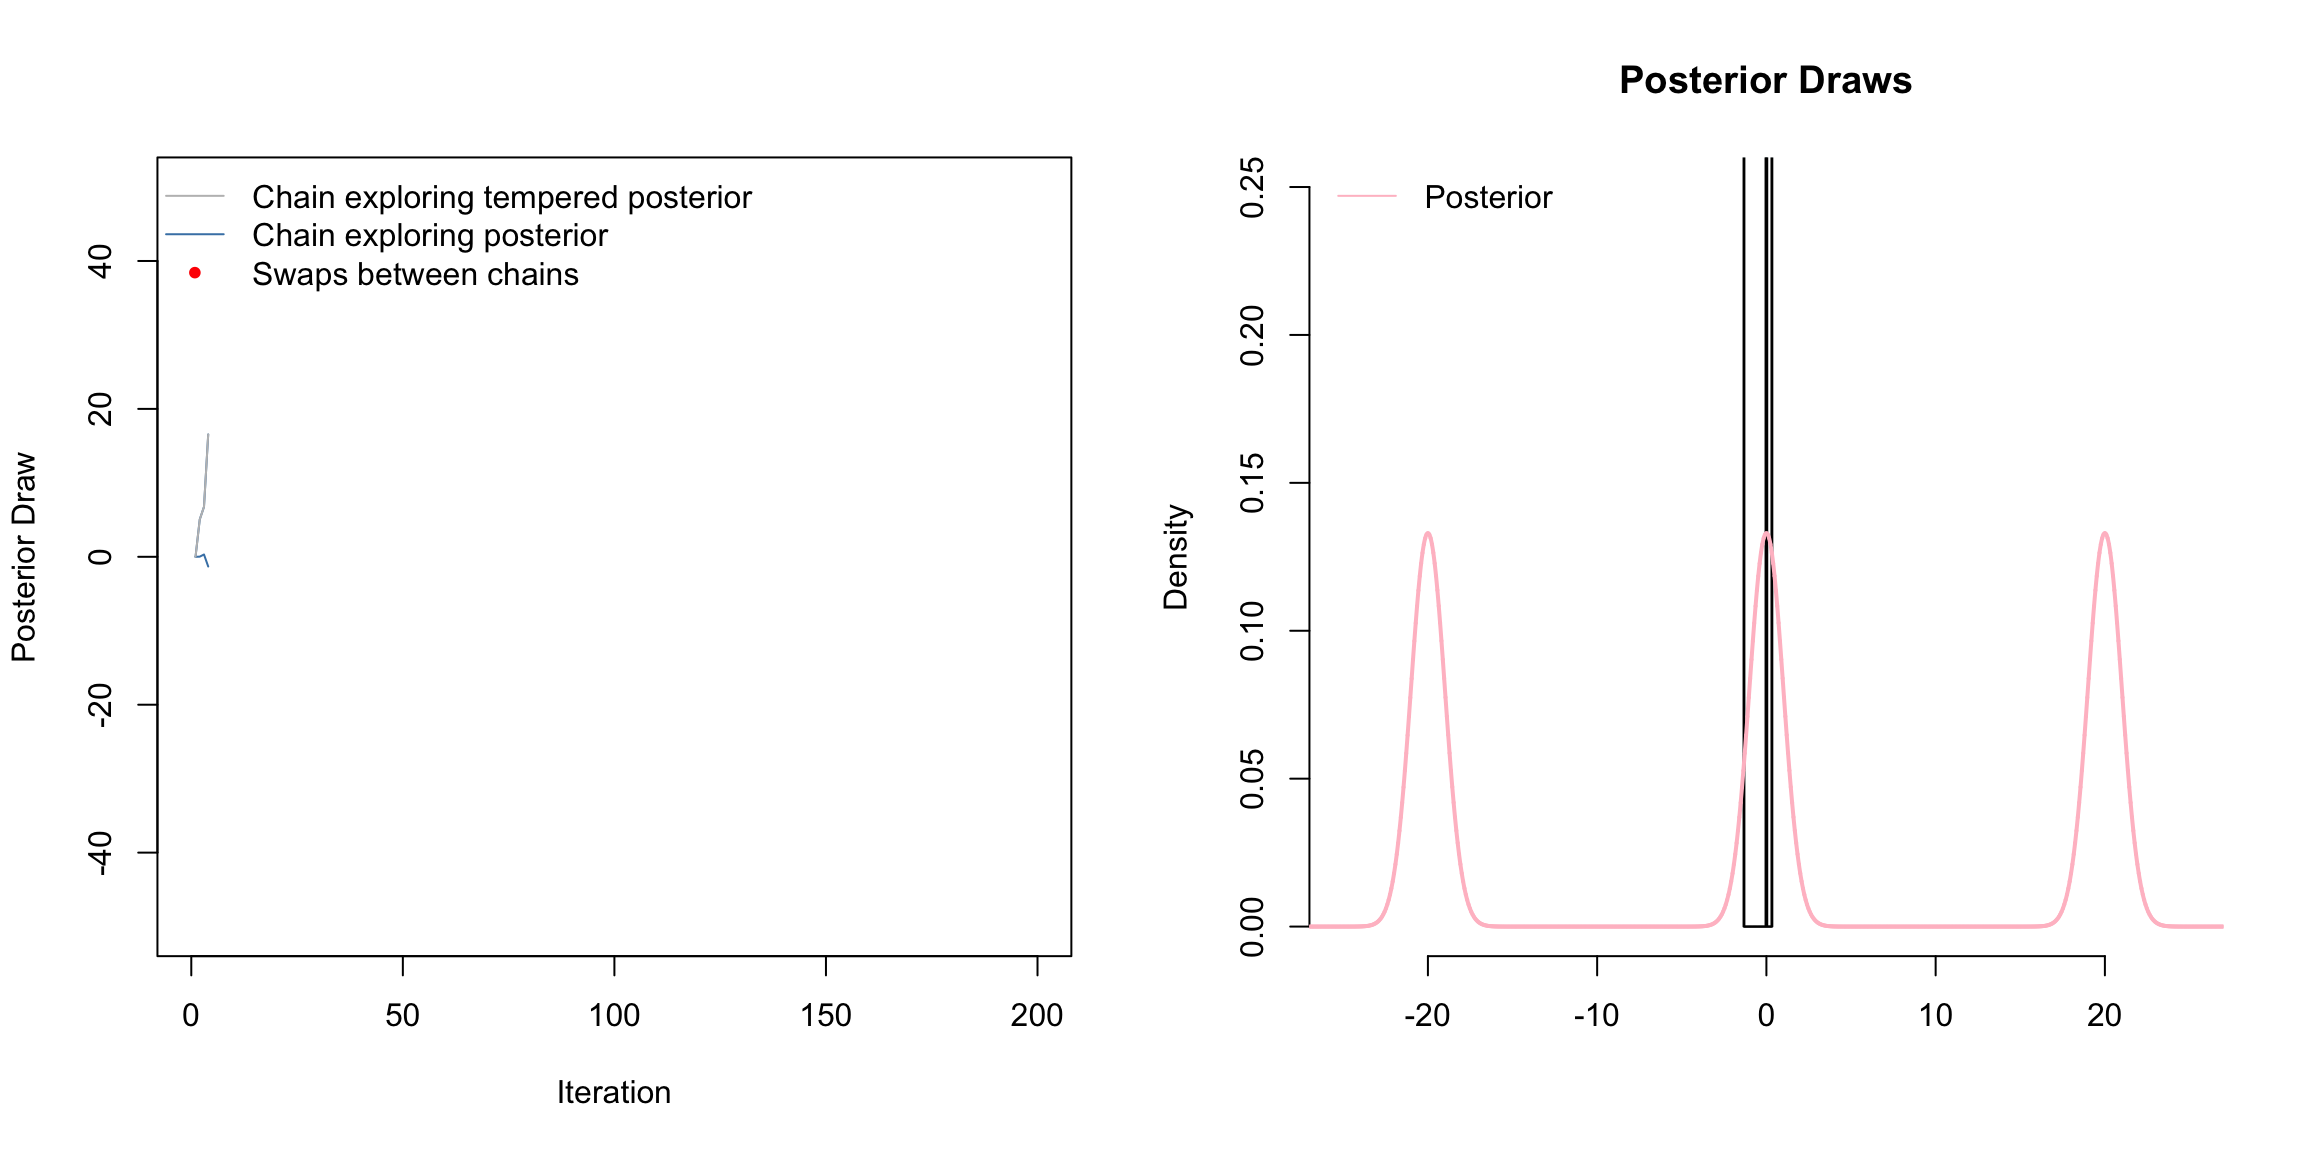 Chain exploring tempered posterior
Chain exploring posterior
Swaps between chains
Posterior Draw
40
20
0
-20
-40
0 50 100 150 200
Iteration
Posterior Draws
Posterior
Density
0.25
0.20
0.15
0.10
0.05
0.00
-20 -10 0 10 20